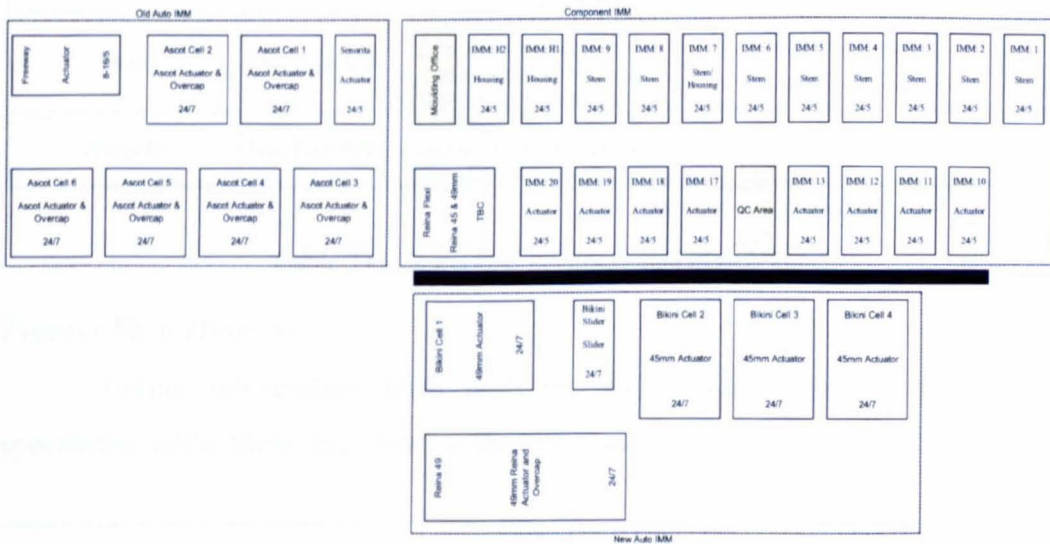 Old Auto IMM
Component IMM
Freeway
Actuator
8-16/5
Ascot Cell 2
Ascot Actuator &
Overcap
24/7
Ascot Cell 1
Ascot Actuator &
Overcap
24/7
Senorita
Actuator
24/5
Moulding Office
IMM: H2
Housing
24/5
IMM: H1
Housing
24/5
IMM: 9
Stem
24/5
IMM: 8
Stem
24/5
IMM: 7
Stem/
Housing
24/5
IMM: 6
Stem
24/5
IMM: 5
Stem
24/5
IMM: 4
Stem
24/5
IMM: 3
Stem
24/5
IMM: 2
Stem
24/5
IMM: 1
Stem
24/5
Ascot Cell 6
Ascot Actuator &
Overcap
24/7
Ascot Cell 5
Ascot Actuator &
Overcap
24/7
Ascot Cell 4
Ascot Actuator &
Overcap
24/7
Ascot Cell 3
Ascot Actuator &
Overcap
24/7
Reina Flexi
Reina 45 & 49mm
TBC
IMM: 20
Actuator
24/5
IMM: 19
Actuator
24/5
IMM: 18
Actuator
24/5
IMM: 17
Actuator
24/5
QC Area
IMM: 13
Actuator
24/5
IMM: 12
Actuator
24/5
IMM: 11
Actuator
24/5
IMM: 10
Actuator
24/5
Bikini Cell 1
49mm Actuator
24/7
Bikini
Slider
Slider
24/7
Bikini Cell 2
45mm Actuator
24/7
Bikini Cell 3
45mm Actuator
24/7
Bikini Cell 4
45mm Actuator
24/7
Reina 49
49mm Reina
Actuator and
Overcap
24/7
New Auto IMM